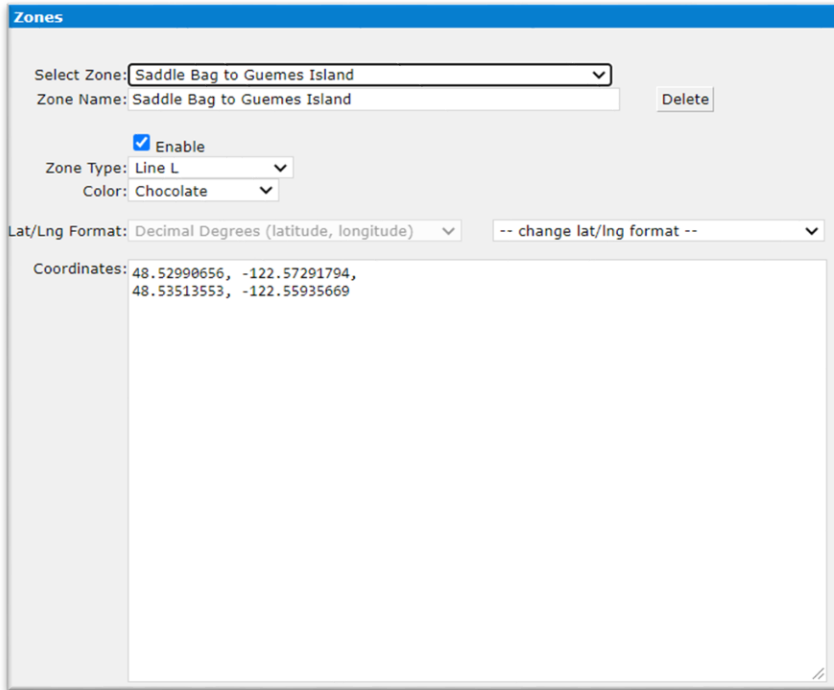 Zones
Select Zone: Saddle Bag to Guemes Island
Zone Name: Saddle Bag to Guemes Island Delete
Enable
Zone Type: Line L
Color: Chocolate
Lat/Lng Format: Decimal Degrees (latitude, longitude) -- change lat/lng format --
Coordinates: 48.52990656, -122.57291794,
48.53513553, -122.55935669